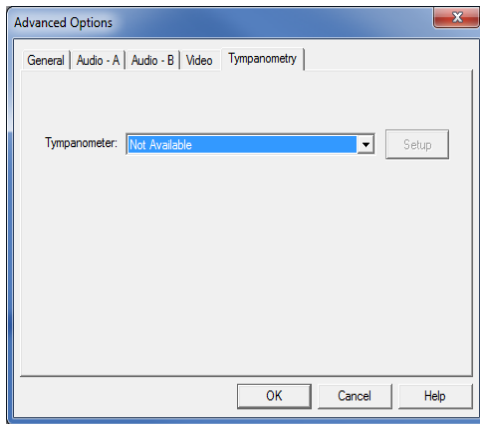 Advanced Options
General Audio - A Audio - B Video Tympanometry
Tympanometer: Not Available Setup
OK Cancel Help